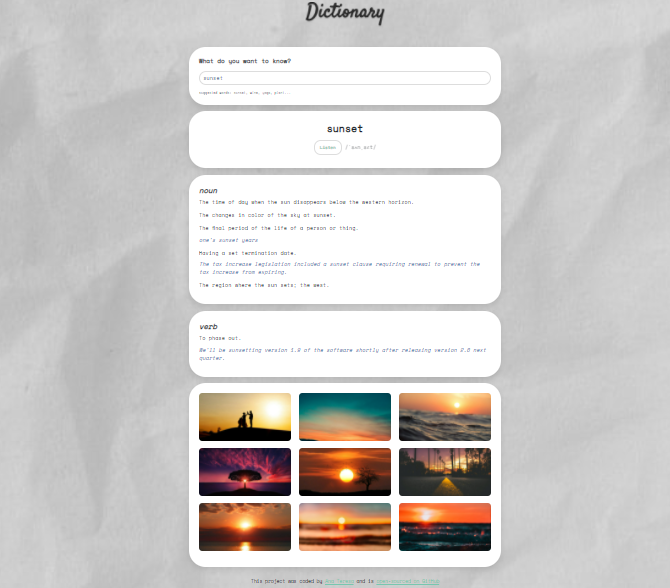 Dictionary
What do you want to know?
sunset
suggested words: sunset, wine, yoga, plant...
sunset
Listen
noun
The time of day when the sun disappears below the western horizon.
The changes in color of the sky at sunset.
The final period of the life of a person or thing.
one's sunset years
Having a set termination date.
The tax increase legislation included a sunset clause requiring renewal to prevent the
tax increase from expiring.
The region where the sun sets; the west.
verb
To phase out.
We'll be sunsetting version 1.9 of the software shortly after releasing version 2.0 next
quarter.
This project was coded by and is